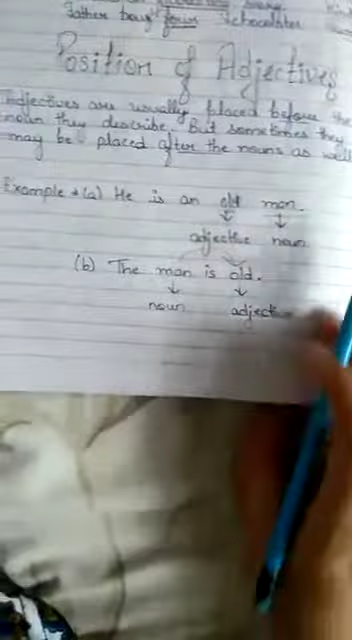 Father buy four chocolates
Position of Adjectives
Adjectives are usually placed before the
noun they describe. But sometimes they
may be placed after the nouns as well
Example → (a) He is an old man.
adjective noun
(b) The man is old.
noun adjective